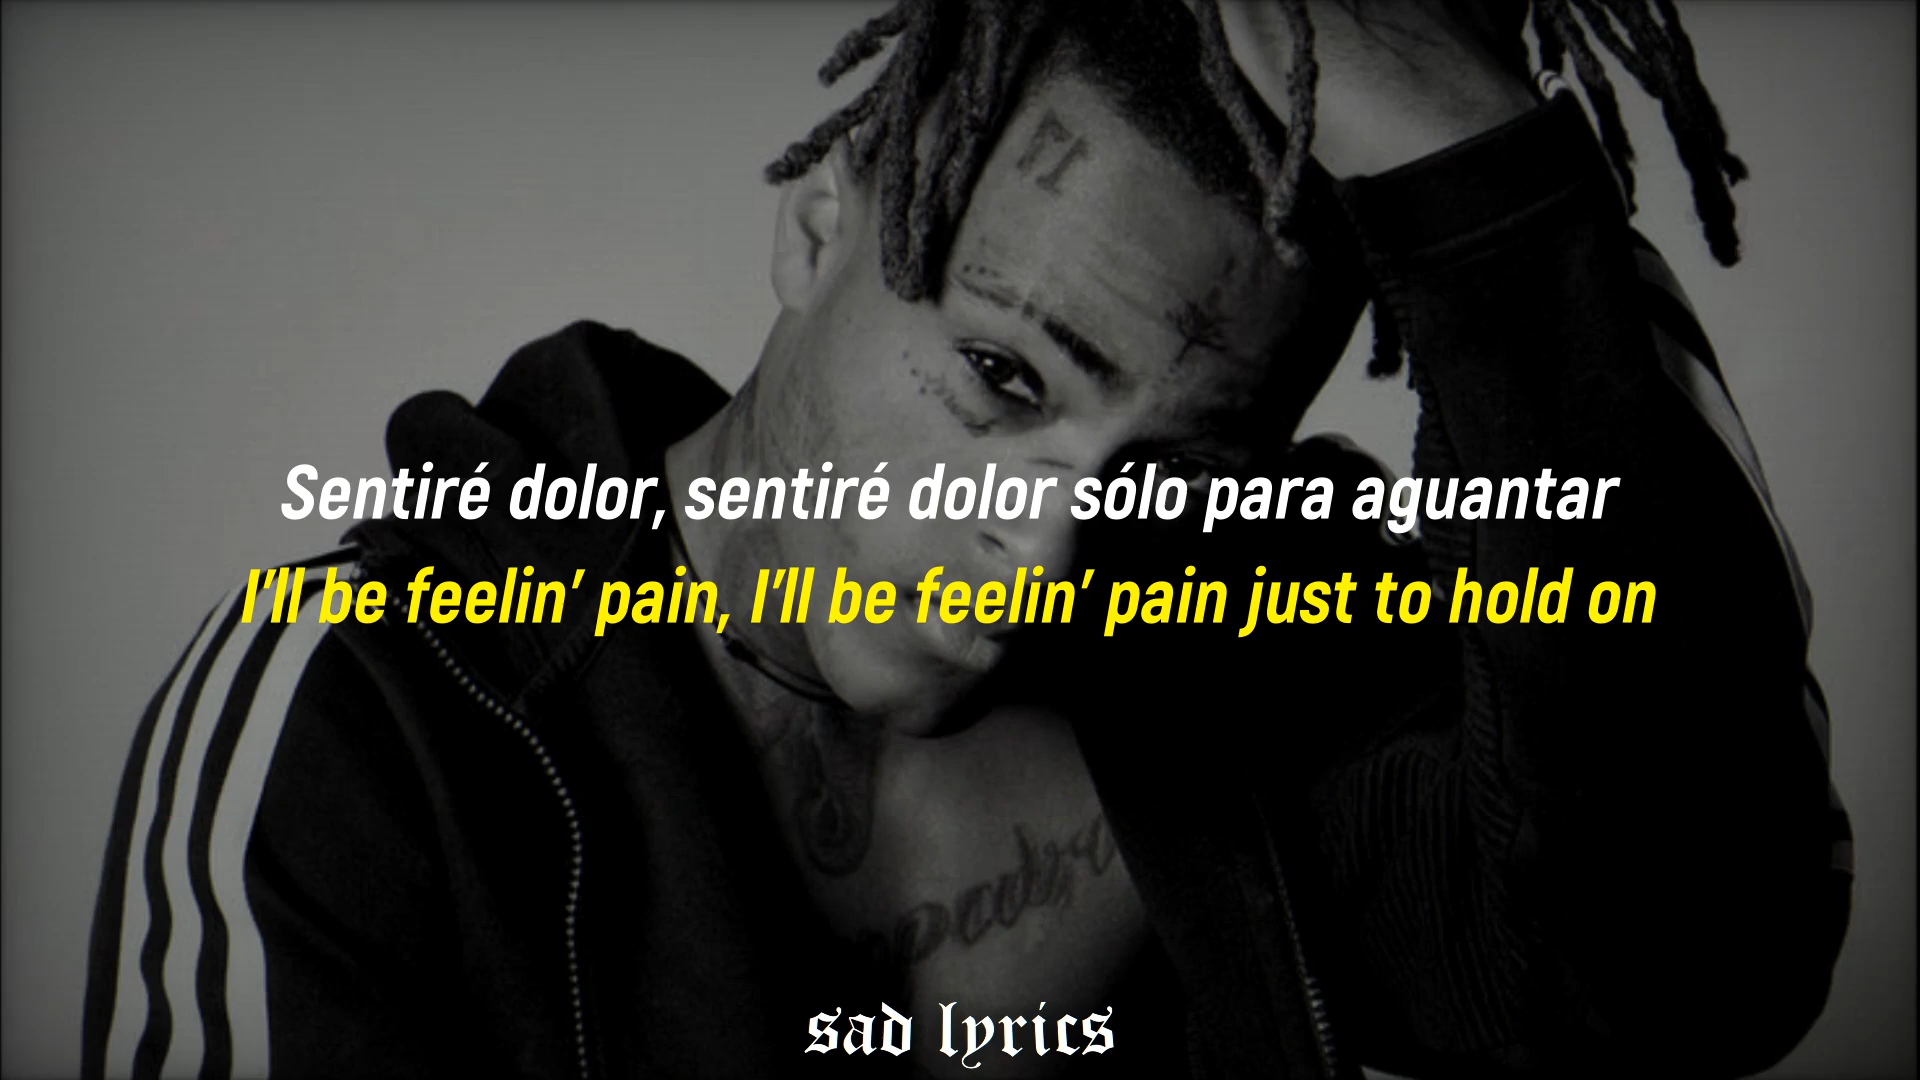 Sentiré dolor, sentiré dolor sólo para aguantar
I'll be feelin' pain, I'll be feelin' pain just to hold on
sad lyrics